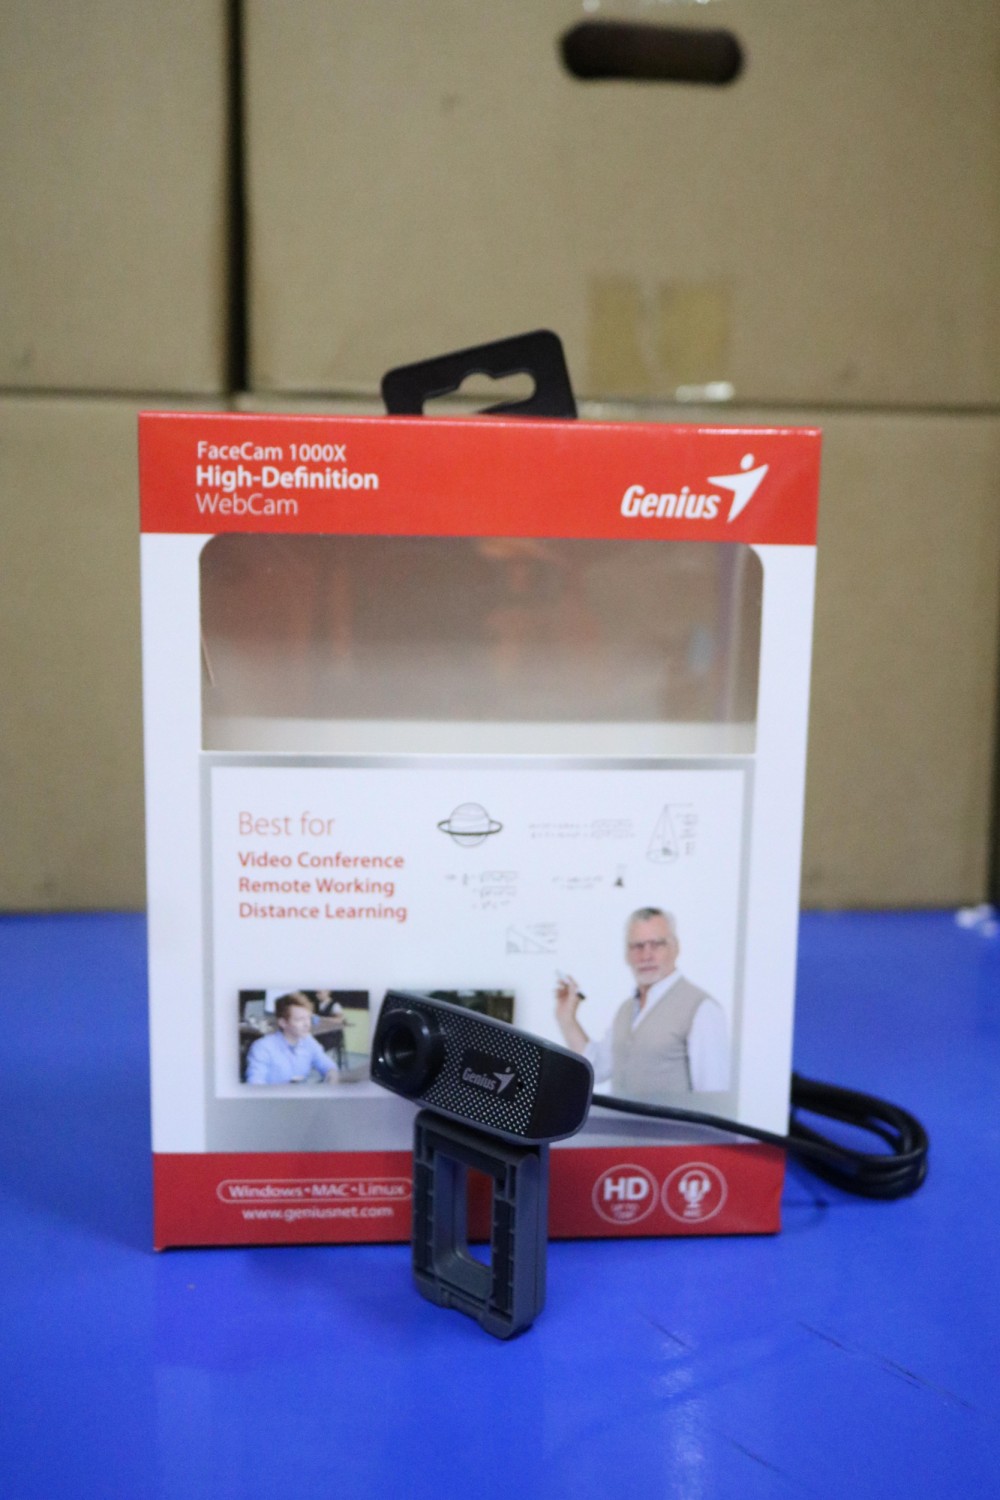 FaceCam 1000X
High-Definition
WebCam
Genius
Best for
Video Conference
Remote Working
Distance Learning
Genius
Windows • MAC • Linux
www.geniusnet.com
HD